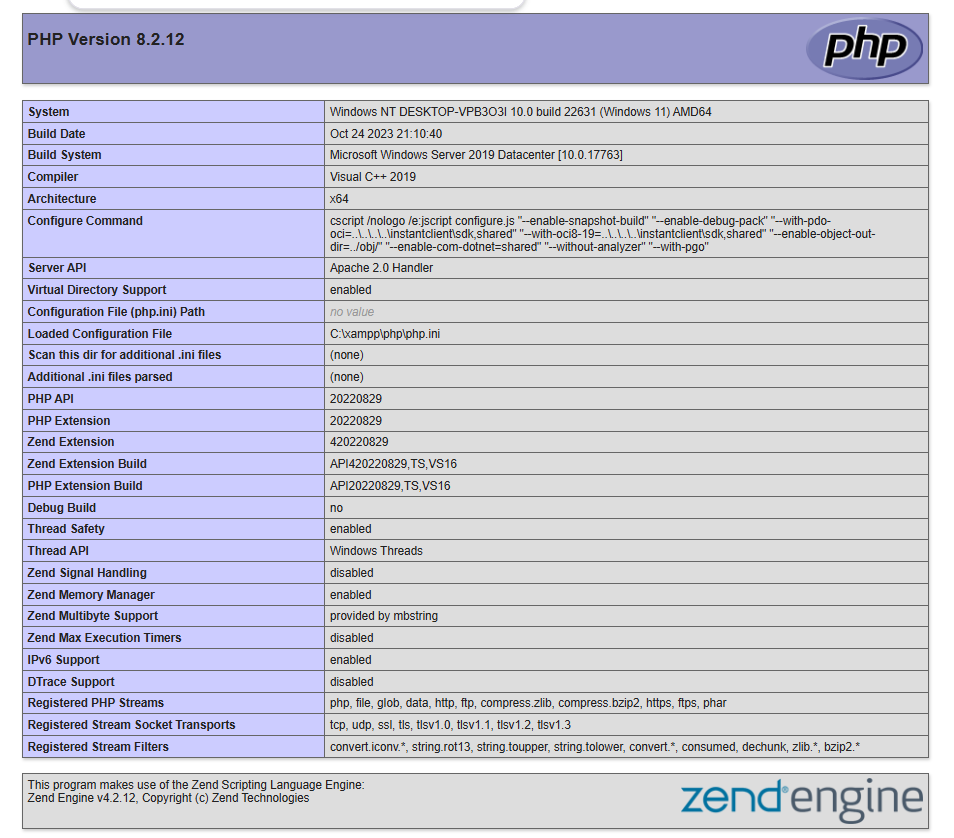 PHP Version 8.2.12
php
System Windows NT DESKTOP-VPB3O3I 10.0 build 22631 (Windows 11) AMD64
Build Date Oct 24 2023 21:10:40
Build System Microsoft Windows Server 2019 Datacenter [10.0.17763]
Compiler Visual C++ 2019
Architecture x64
Configure Command cscript /nologo /e:jscript configure.js "--enable-snapshot-build" "--enable-debug-pack" "--with-pdo-
oci=..\..\..\..\instantclient\sdk,shared" "--with-oci8-19=..\..\..\..\instantclient\sdk,shared" "--enable-object-out-
dir=../obj/" "--enable-com-dotnet=shared" "--without-analyzer" "--with-pgo"
Server API Apache 2.0 Handler
Virtual Directory Support enabled
Configuration File (php.ini) Path no value
Loaded Configuration File C:\xampp\php\php.ini
Scan this dir for additional .ini files (none)
Additional .ini files parsed (none)
PHP API 20220829
PHP Extension 20220829
Zend Extension 420220829
Zend Extension Build API420220829,TS,VS16
PHP Extension Build API20220829,TS,VS16
Debug Build no
Thread Safety enabled
Thread API Windows Threads
Zend Signal Handling disabled
Zend Memory Manager enabled
Zend Multibyte Support provided by mbstring
Zend Max Execution Timers disabled
IPv6 Support enabled
DTrace Support disabled
Registered PHP Streams php, file, glob, data, http, ftp, compress.zlib, compress.bzip2, https, ftps, phar
Registered Stream Socket Transports tcp, udp, ssl, tls, tlsv1.0, tlsv1.1, tlsv1.2, tlsv1.3
Registered Stream Filters convert.iconv.*, string.rot13, string.toupper, string.tolower, convert.*, consumed, dechunk, zlib.*, bzip2.*
This program makes use of the Zend Scripting Language Engine:
Zend Engine v4.2.12, Copyright (c) Zend Technologies
zend®engine